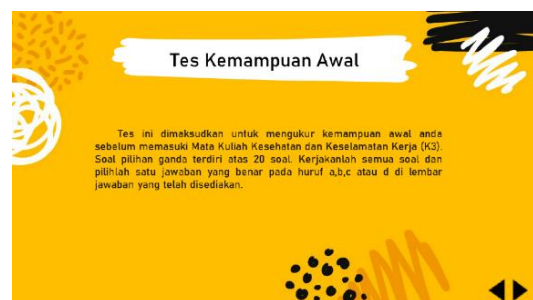 Tes Kemampuan Awal
Tes ini dimaksudkan untuk mengukur kemampuan awal anda
sebelum memasuki Mata Kuliah Kesehatan dan Keselamatan Kerja (K3).
Soal pilihan ganda terdiri atas 20 soal. Kerjakanlah semua soal dan
pilihlah satu jawaban yang benar pada huruf a,b,c atau d di lembar
jawaban yang telah disediakan.